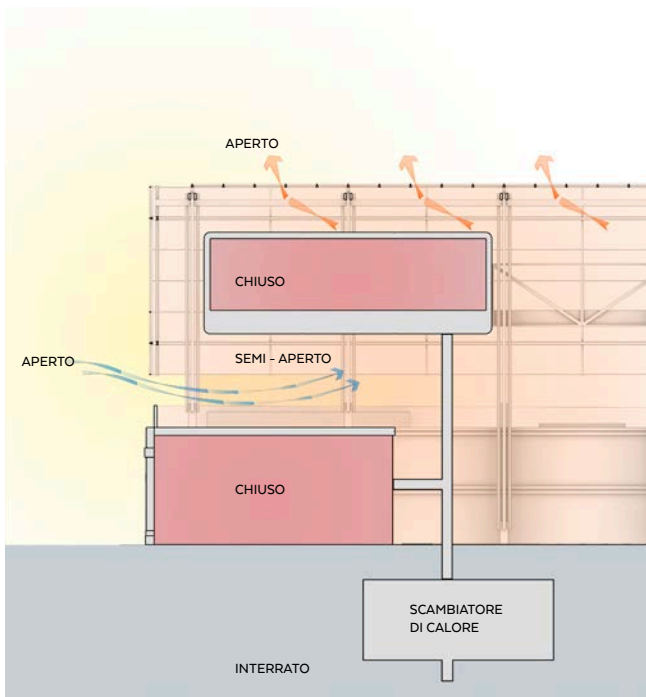 APERTO
CHIUSO
SEMI - APERTO
APERTO
CHIUSO
SCAMBIATORE
DI CALORE
INTERRATO